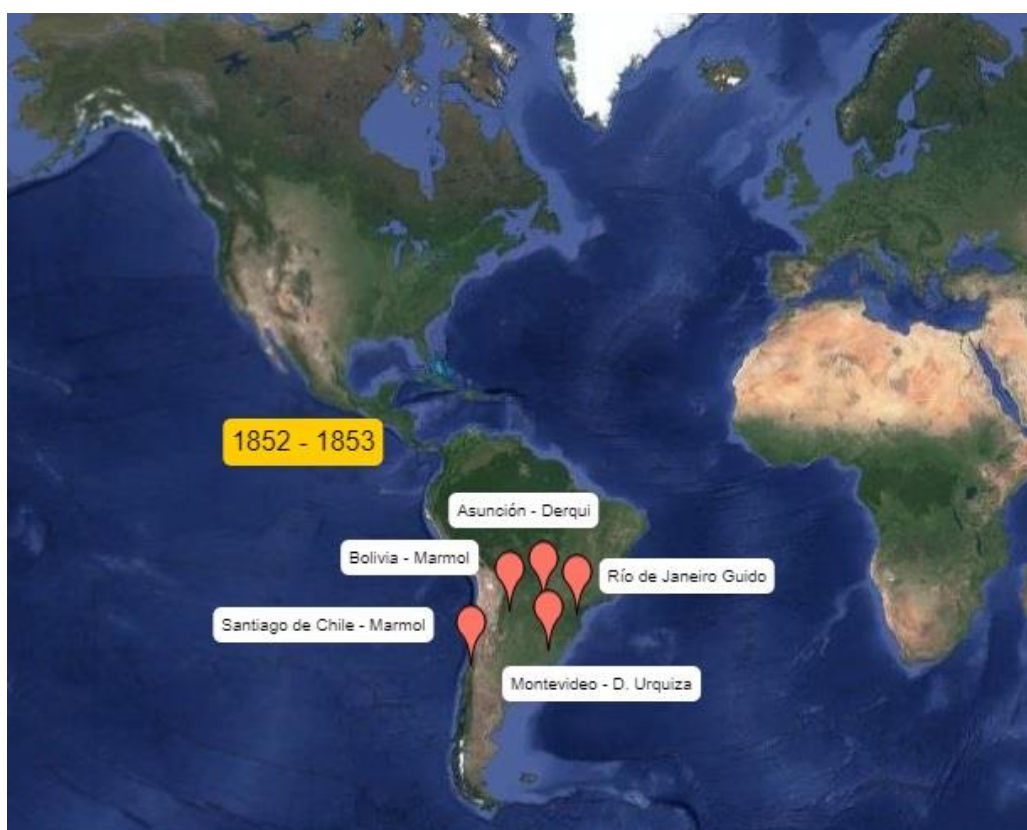 1852 - 1853
Asunción - Derqui
Bolivia - Marmol
Río de Janeiro Guido
Santiago de Chile - Marmol
Montevideo - D. Urquiza